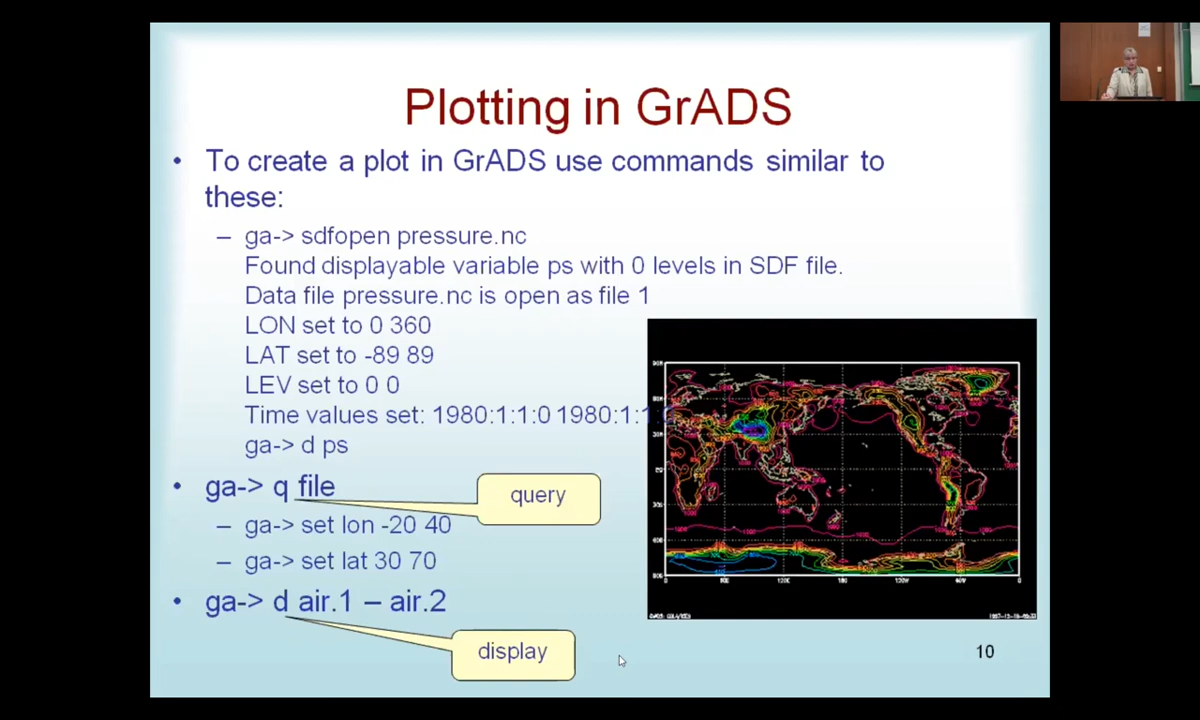 Plotting in GrADS
• To create a plot in GrADS use commands similar to
these:
– ga-> sdfopen pressure.nc
Found displayable variable ps with 0 levels in SDF file.
Data file pressure.nc is open as file 1
LON set to 0 360
LAT set to -89 89
LEV set to 0 0
Time values set: 1980:1:1:0 1980:1:1:0
ga-> d ps
• ga-> q file
query
– ga-> set lon -20 40
– ga-> set lat 30 70
• ga-> d air.1 – air.2
display
10